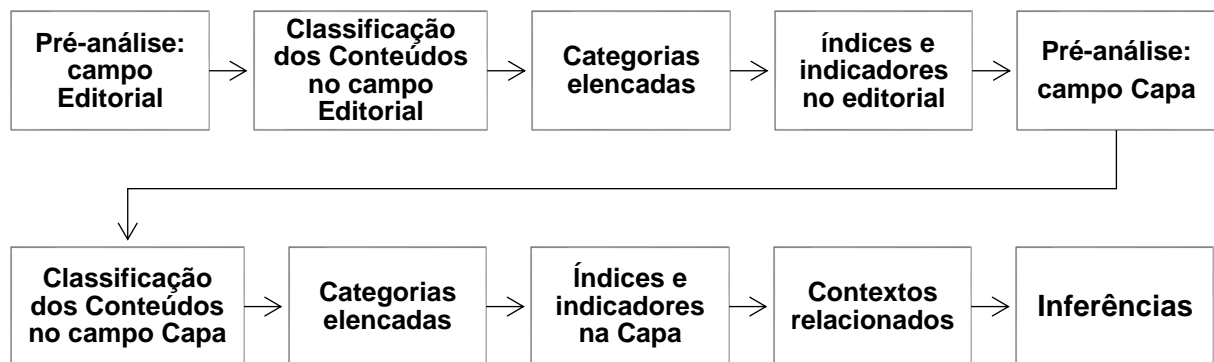 Pré-análise:
campo
Editorial
Classificação
dos Conteúdos
no campo
Editorial
Categorias
elencadas
índices e
indicadores
no editorial
Pré-análise:
campo Capa
Classificação
dos Conteúdos
no campo Capa
Categorias
elencadas
Índices e
indicadores
na Capa
Contextos
relacionados
Inferências